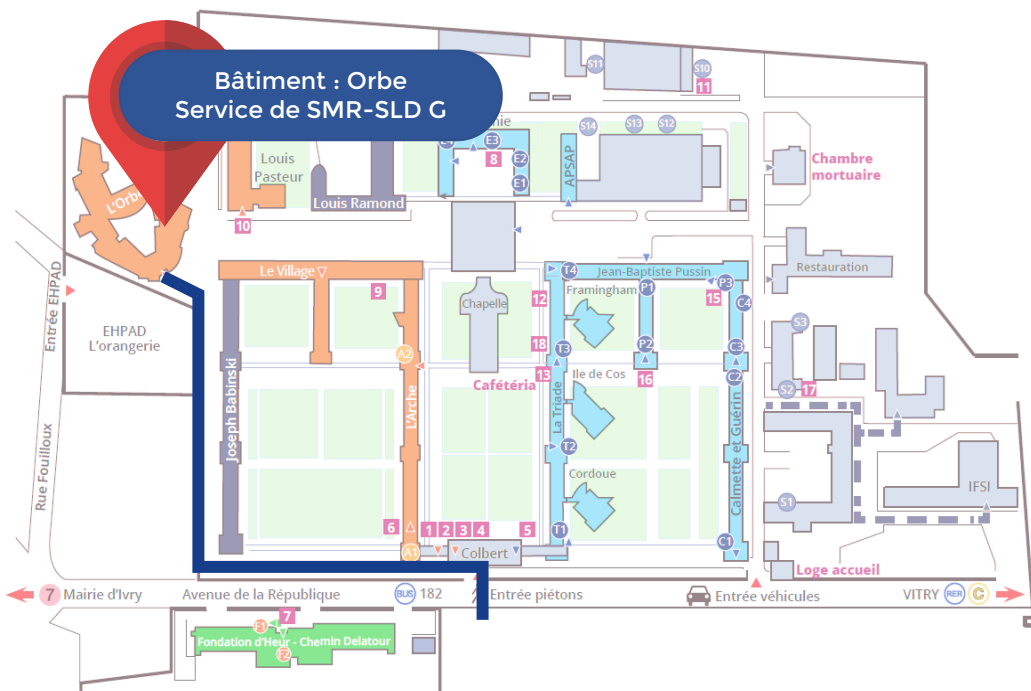 Bâtiment : Orbe
Service de SMR-SLD G
S11
S10
11
nie
S14
S13
S12
E3
8
E2
E1
APSAP
Chambre
mortuaire
Louis
Pasteur
L'Orb
Louis Ramond
10
Restauration
Le Village
9
Chapelle
12
T4
Jean-Baptiste Pussin
Framingham
P1
P3
15
C4
Entrée EHPAD
EHPAD
L'orangerie
A2
18
T3
P2
C3
S3
13
Ile de Cos
16
C2
S2
17
Cafétéria
Joseph Babinski
L'Arche
La Triade
T2
Calmette et Guérin
Rue Fouilloux
Cordoue
IFSI
S1
6
1
2
3
4
5
T1
A1
Colbert
C1
Loge accueil
7 Mairie d'Ivry
Avenue de la République
BUS 182
Entrée piétons
Entrée véhicules
VITRY RER C
7
F1
Fondation d'Heur - Chemin Delatour
F2